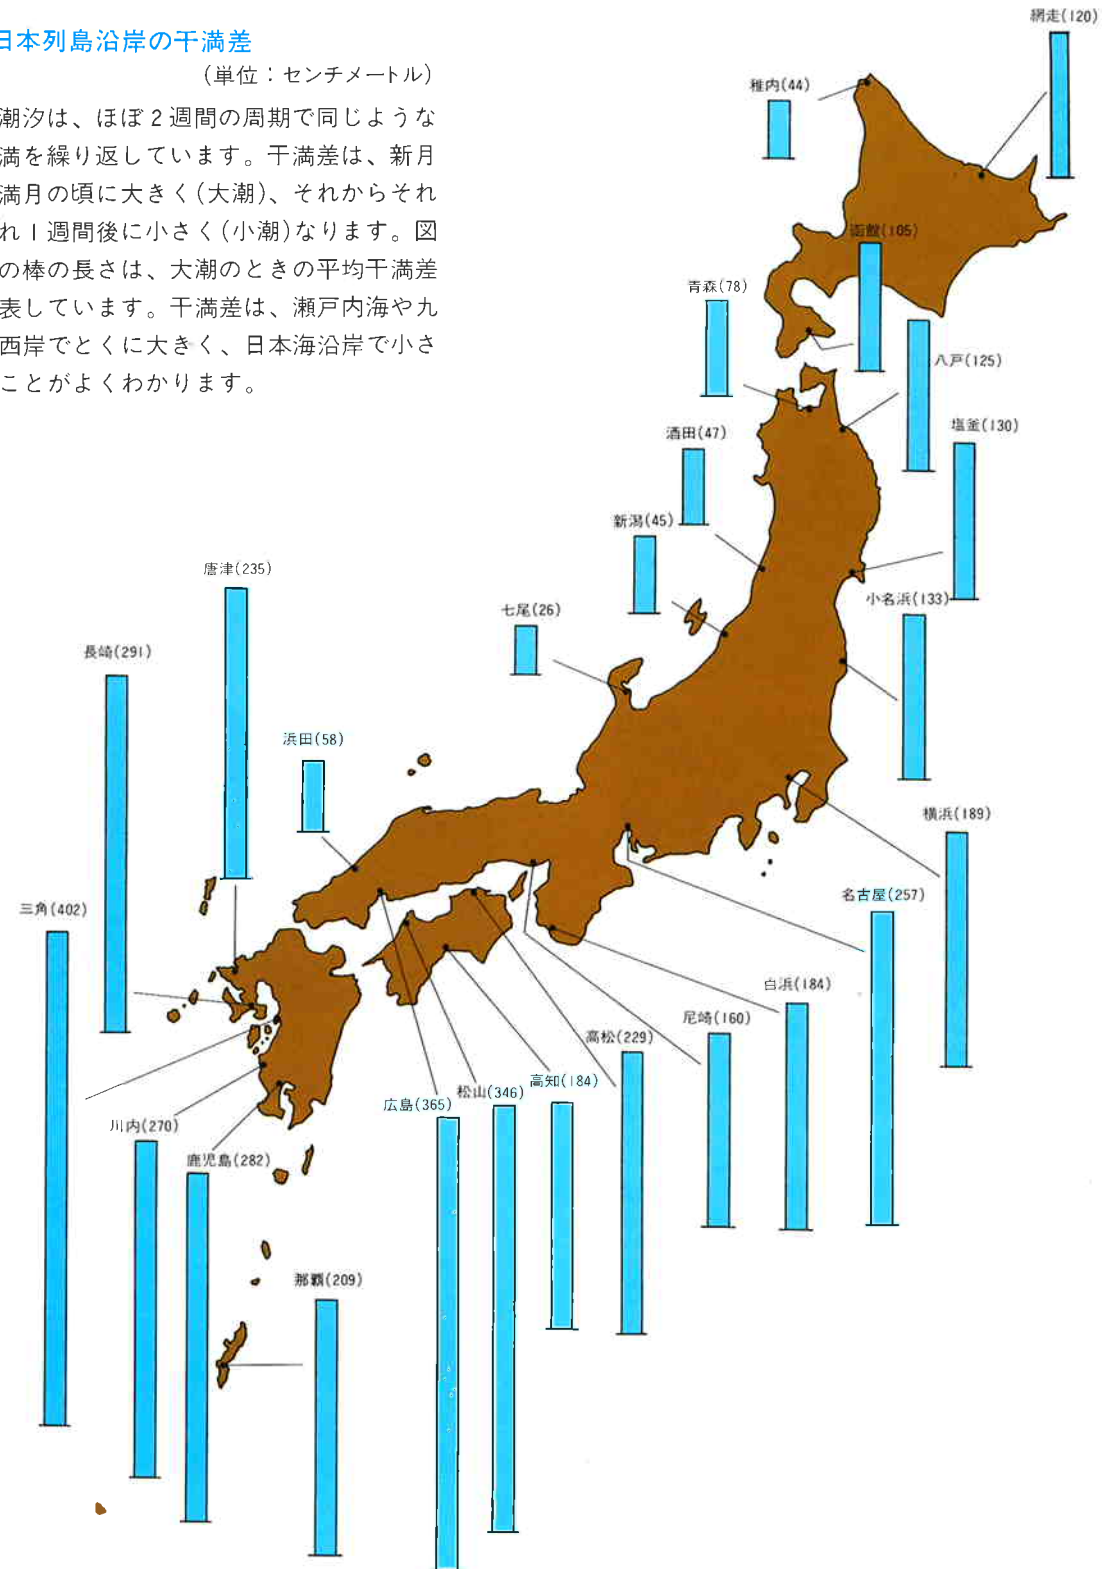 日本列島沿岸の干満差
(単位：センチメートル)
潮汐は、ほぼ2週間の周期で同じような
満を繰り返しています。干満差は、新月
満月の頃に大きく(大潮)、それからそれ
れ1週間後に小さく(小潮)なります。図
の棒の長さは、大潮のときの平均干満差
表しています。干満差は、瀬戸内海や九
西岸でとくに大きく、日本海沿岸で小さ
ことがよくわかります。
網走(120)
稚内(44)
函館(105)
青森(78)
八戸(125)
塩釜(130)
酒田(47)
新潟(45)
小名浜(133)
七尾(26)
唐津(235)
長崎(291)
浜田(58)
横浜(189)
名古屋(257)
三角(402)
白浜(184)
尼崎(160)
高松(229)
高知(184)
松山(346)
広島(365)
川内(270)
鹿児島(282)
那覇(209)